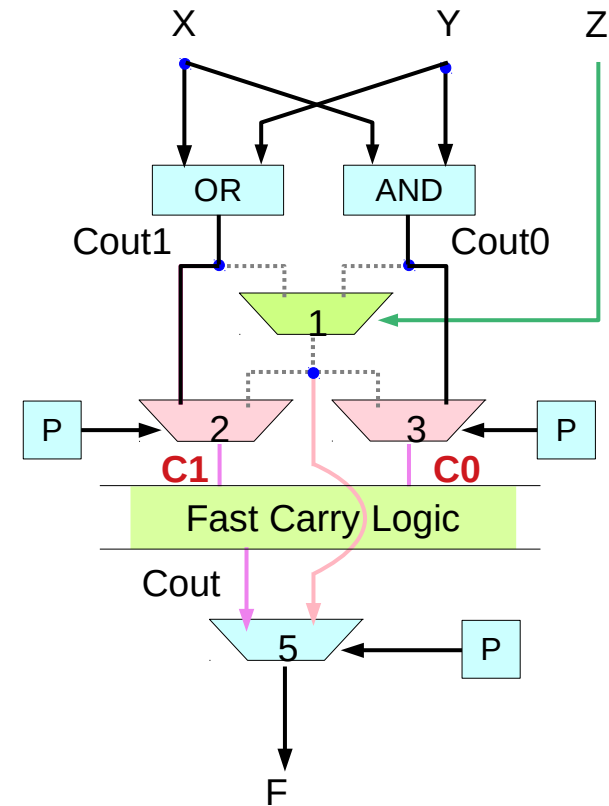 X Y Z
OR AND
Cout1 Cout0
1
P 2 3 P
C1 C0
Fast Carry Logic
Cout
5 P
F